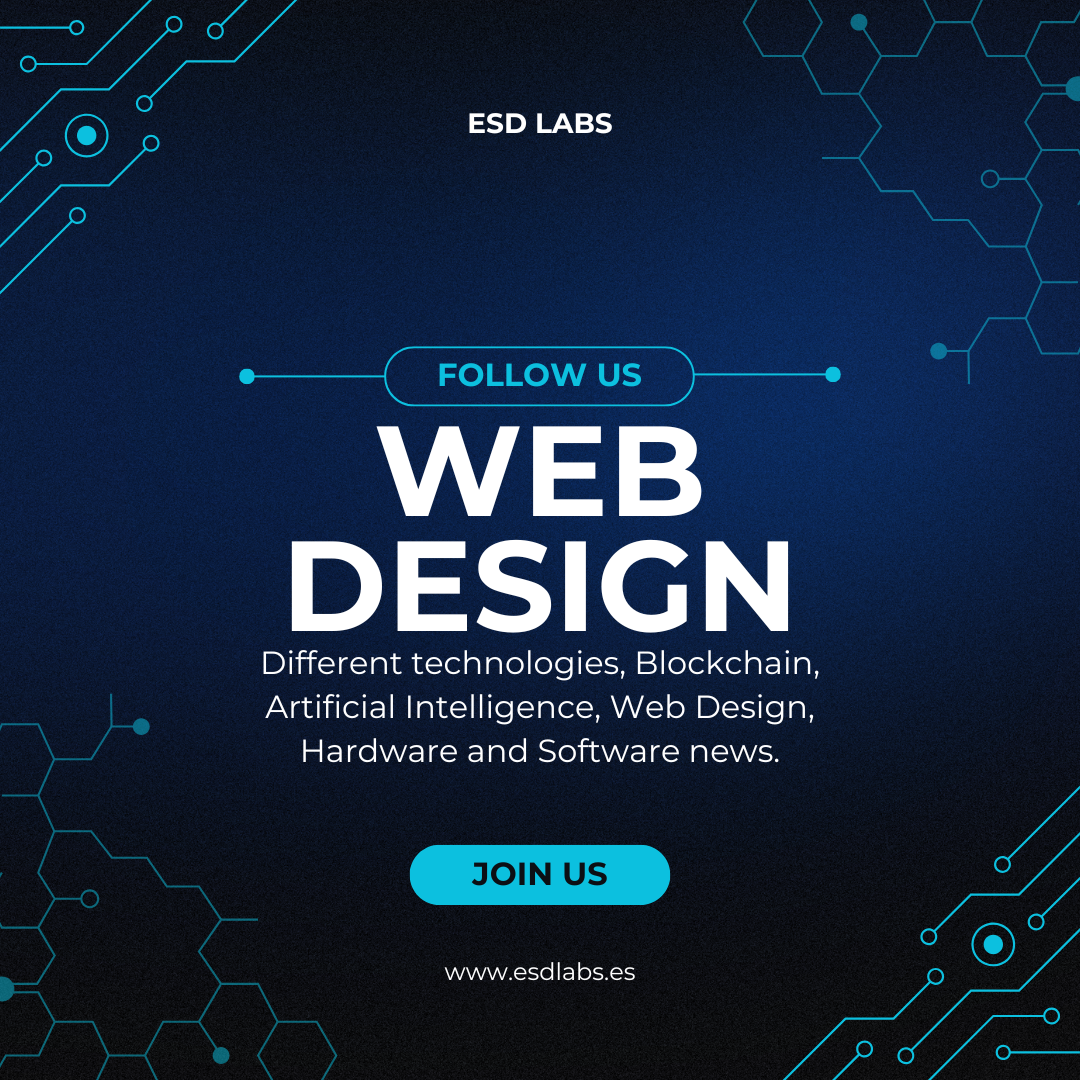 ESD LABS
FOLLOW US
WEB
DESIGN
Different technologies, Blockchain,
Artificial Intelligence, Web Design,
Hardware and Software news.
JOIN US
www.esdlabs.es